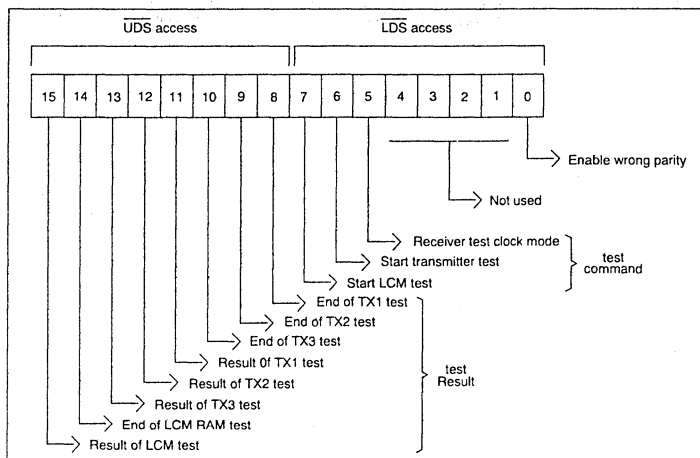 UDS access LDS access
15 14 13 12 11 10 9 8 7 6 5 4 3 2 1 0
Enable wrong parity
Not used
Receiver test clock mode
Start transmitter test
test command
Start LCM test
End of TX1 test
End of TX2 test
End of TX3 test
Result 0f TX1 test
test Result
Result of TX2 test
Result of TX3 test
End of LCM RAM test
Result of LCM test